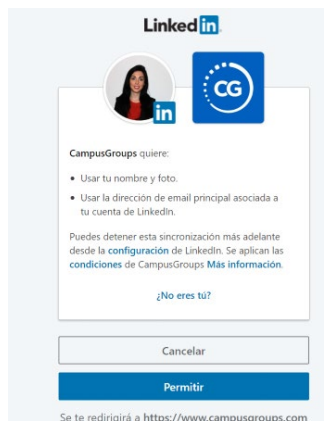 LinkedIn
CG
in
CampusGroups quiere:
• Usar tu nombre y foto.
• Usar la dirección de email principal asociada a
tu cuenta de LinkedIn.
Puedes detener esta sincronización más adelante
desde la configuración de LinkedIn. Se aplican las
condiciones de CampusGroups Más información.
¿No eres tú?
Cancelar
Permitir
Se te redirigirá a https://www.campusgroups.com